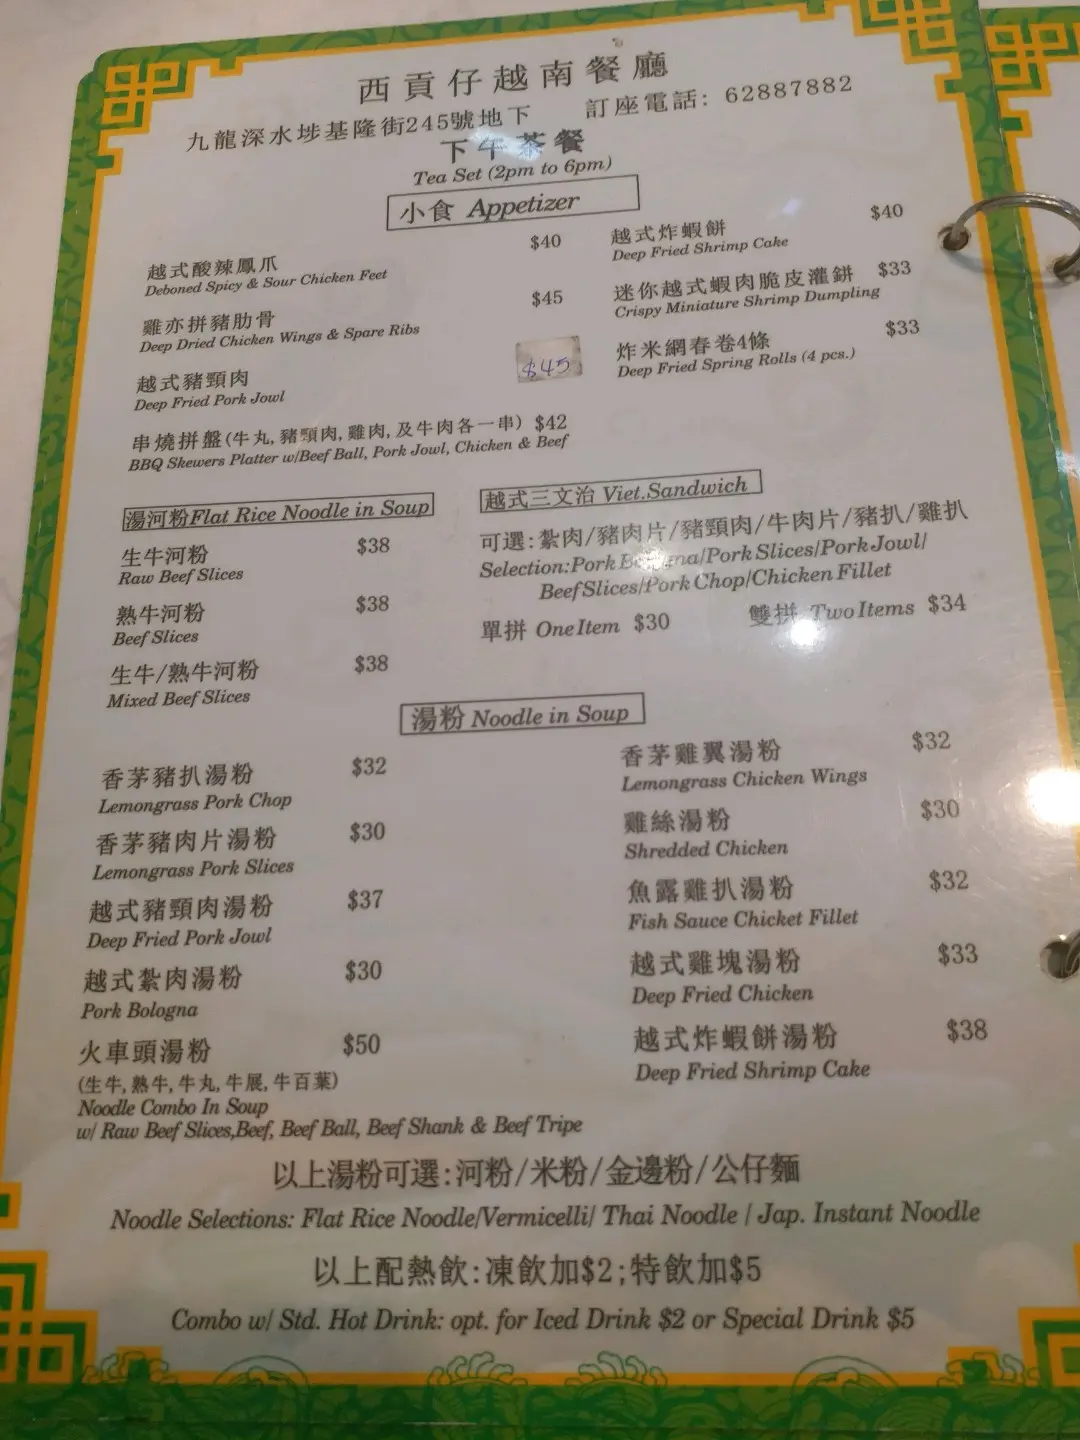 西貢仔越南餐廳
九龍深水埗基隆街245號地下 訂座電話: 62887882
下午茶餐
Tea Set (2pm to 6pm)
小食 Appetizer
越式酸辣鳳爪 $40
Deboned Spicy & Sour Chicken Feet
雞亦拼豬肋骨 $45
Deep Dried Chicken Wings & Spare Ribs
越式豬頸肉 $45
Deep Fried Pork Jowl
串燒拼盤(牛丸,豬頸肉,雞肉,及牛肉各一串) $42
BBQ Skewers Platter w/Beef Ball, Pork Jowl, Chicken & Beef
越式炸蝦餅 $40
Deep Fried Shrimp Cake
迷你越式蝦肉脆皮灌餅 $33
Crispy Miniature Shrimp Dumpling
炸米網春卷4條 $33
Deep Fried Spring Rolls (4 pcs.)
湯河粉Flat Rice Noodle in Soup
生牛河粉 $38
Raw Beef Slices
熟牛河粉 $38
Beef Slices
生牛/熟牛河粉 $38
Mixed Beef Slices
越式三文治 Viet.Sandwich
可選:紮肉/豬肉片/豬頸肉/牛肉片/豬扒/雞扒
Selection:Pork Bologna/Pork Slices/Pork Jowl/
Beef Slices/Pork Chop/Chicken Fillet
單拼 One Item $30 雙拼 Two Items $34
湯粉 Noodle in Soup
香茅豬扒湯粉 $32
Lemongrass Pork Chop
香茅豬肉片湯粉 $30
Lemongrass Pork Slices
越式豬頸肉湯粉 $37
Deep Fried Pork Jowl
越式紮肉湯粉 $30
Pork Bologna
火車頭湯粉 $50
(生牛,熟牛,牛丸,牛展,牛百葉)
Noodle Combo In Soup
w/ Raw Beef Slices,Beef, Beef Ball, Beef Shank & Beef Tripe
香茅雞翼湯粉 $32
Lemongrass Chicken Wings
雞絲湯粉 $30
Shredded Chicken
魚露雞扒湯粉 $32
Fish Sauce Chicket Fillet
越式雞塊湯粉 $33
Deep Fried Chicken
越式炸蝦餅湯粉 $38
Deep Fried Shrimp Cake
以上湯粉可選:河粉/米粉/金邊粉/公仔麵
Noodle Selections: Flat Rice Noodle/Vermicelli/ Thai Noodle / Jap. Instant Noodle
以上配熱飲:凍飲加$2;特飲加$5
Combo w/ Std. Hot Drink: opt. for Iced Drink $2 or Special Drink $5